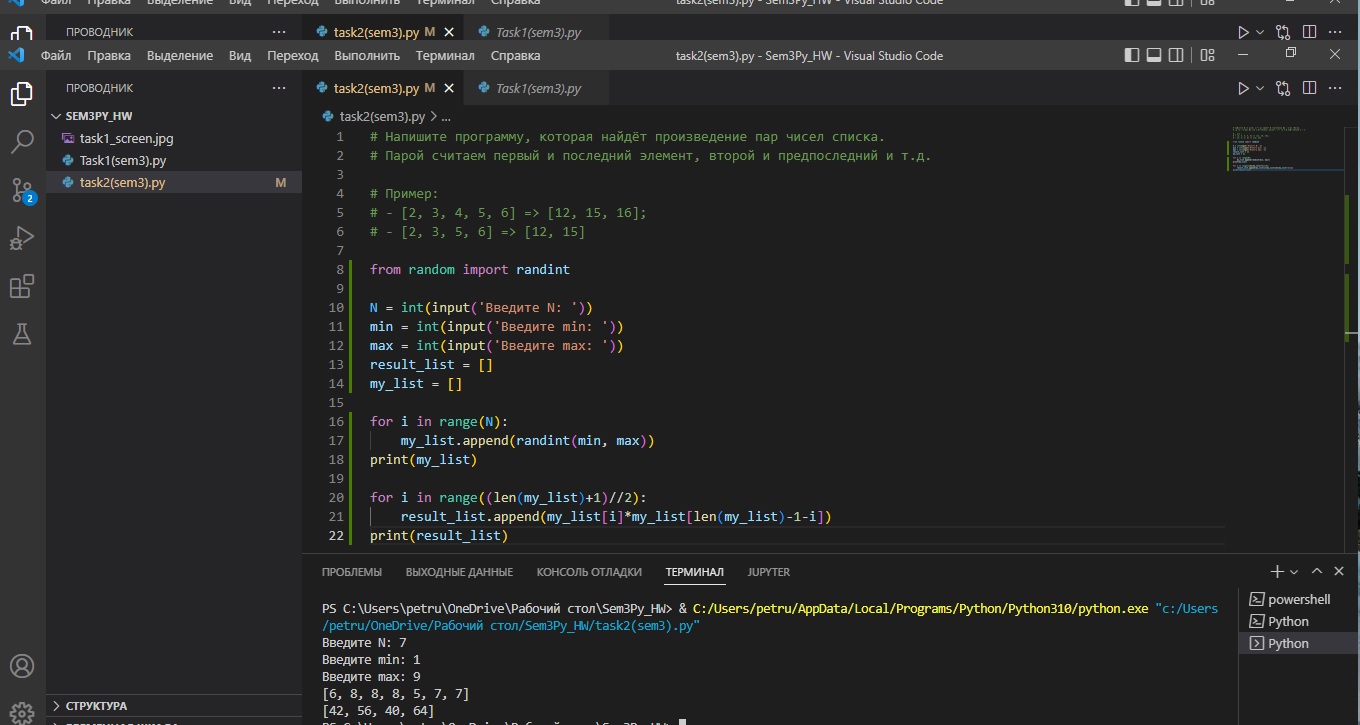 Файл Правка Выделение Вид Переход Выполнить Терминал Справка task2(sem3).py - Sem3Py_HW - Visual Studio Code
ПРОВОДНИК ··· task2(sem3).py M Task1(sem3).py ···
Файл Правка Выделение Вид Переход Выполнить Терминал Справка task2(sem3).py - Sem3Py_HW - Visual Studio Code
ПРОВОДНИК ··· task2(sem3).py M Task1(sem3).py ···
SEM3PY_HW
task1_screen.jpg
Task1(sem3).py
task2(sem3).py M
2
СТРУКТУРА
task2(sem3).py > ...
1 # Напишите программу, которая найдёт произведение пар чисел списка.
2 # Парой считаем первый и последний элемент, второй и предпоследний и т.д.
3
4 # Пример:
5 # - [2, 3, 4, 5, 6] => [12, 15, 16];
6 # - [2, 3, 5, 6] => [12, 15]
7
8 from random import randint
9
10 N = int(input('Введите N: '))
11 min = int(input('Введите min: '))
12 max = int(input('Введите max: '))
13 result_list = []
14 my_list = []
15
16 for i in range(N):
17     my_list.append(randint(min, max))
18 print(my_list)
19
20 for i in range((len(my_list)+1)//2):
21     result_list.append(my_list[i]*my_list[len(my_list)-1-i])
22 print(result_list)
ПРОБЛЕМЫ ВЫХОДНЫЕ ДАННЫЕ КОНСОЛЬ ОТЛАДКИ ТЕРМИНАЛ JUPYTER
PS C:\Users\petru\OneDrive\Рабочий стол\Sem3Py_HW> & C:/Users/petru/AppData/Local/Programs/Python/Python310/python.exe "c:/Users
/petru/OneDrive/Рабочий стол/Sem3Py_HW/task2(sem3).py"
Введите N: 7
Введите min: 1
Введите max: 9
[6, 8, 8, 8, 5, 7, 7]
[42, 56, 40, 64]
PS C:\Users\petru\OneDrive\Рабочий стол\Sem3Py_HW>
powershell
Python
Python